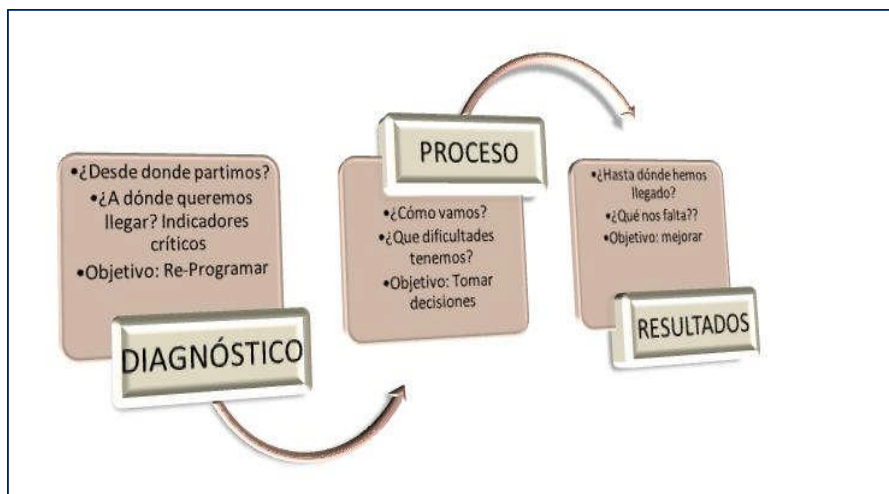 •¿Desde donde partimos?
•¿A dónde queremos
llegar? Indicadores
críticos
•Objetivo: Re-Programar
DIAGNÓSTICO
PROCESO
•¿Cómo vamos?
•¿Que dificultades
tenemos?
•Objetivo: Tomar
decisiones
•¿Hasta dónde hemos
llegado?
•¿Qué nos falta??
•Objetivo: mejorar
RESULTADOS